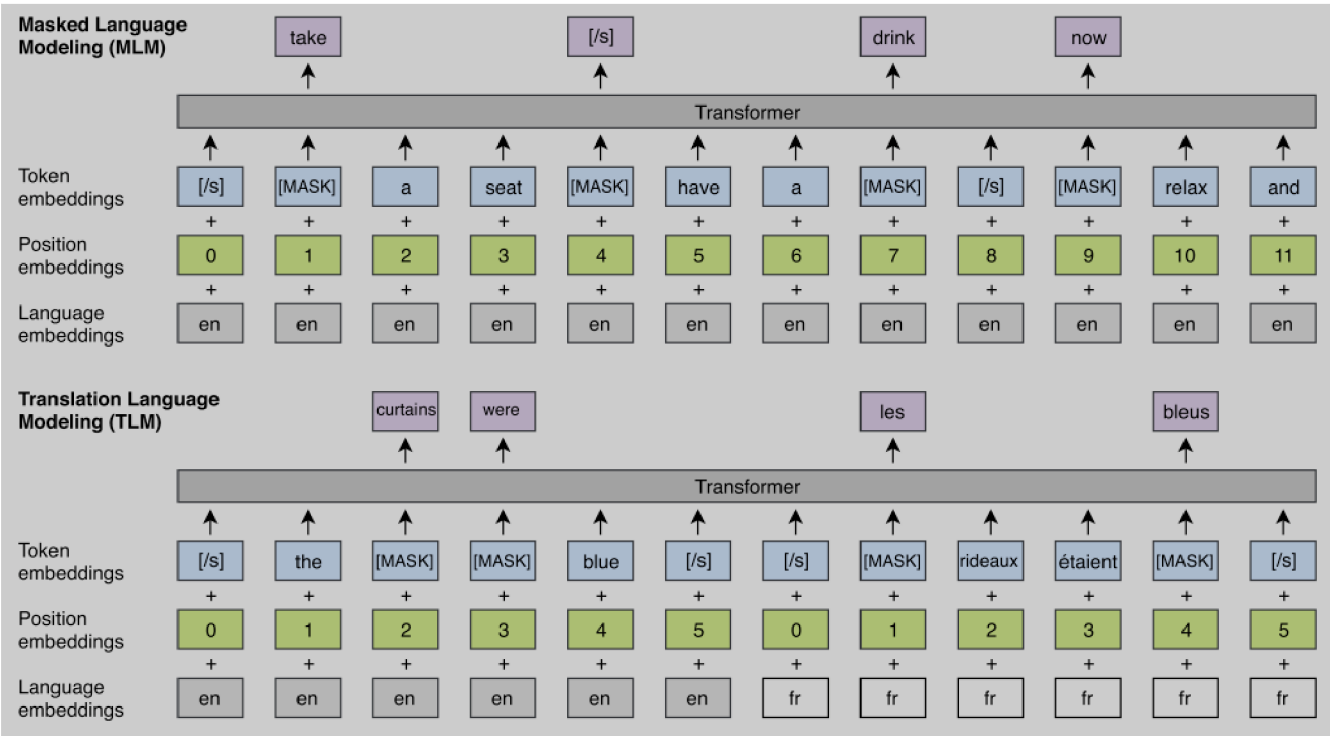 Masked Language
Modeling (MLM)
take [/s] drink now
Transformer
Token
embeddings
[/s] [MASK] a seat [MASK] have a [MASK] [/s] [MASK] relax and
+ + + + + + + + + + + +
Position
embeddings
0 1 2 3 4 5 6 7 8 9 10 11
+ + + + + + + + + + + +
Language
embeddings
en en en en en en en en en en en en
Translation Language
Modeling (TLM)
curtains were les bleus
Transformer
Token
embeddings
[/s] the [MASK] [MASK] blue [/s] [/s] [MASK] rideaux étaient [MASK] [/s]
+ + + + + + + + + + + +
Position
embeddings
0 1 2 3 4 5 0 1 2 3 4 5
+ + + + + + + + + + + +
Language
embeddings
en en en en en en fr fr fr fr fr fr